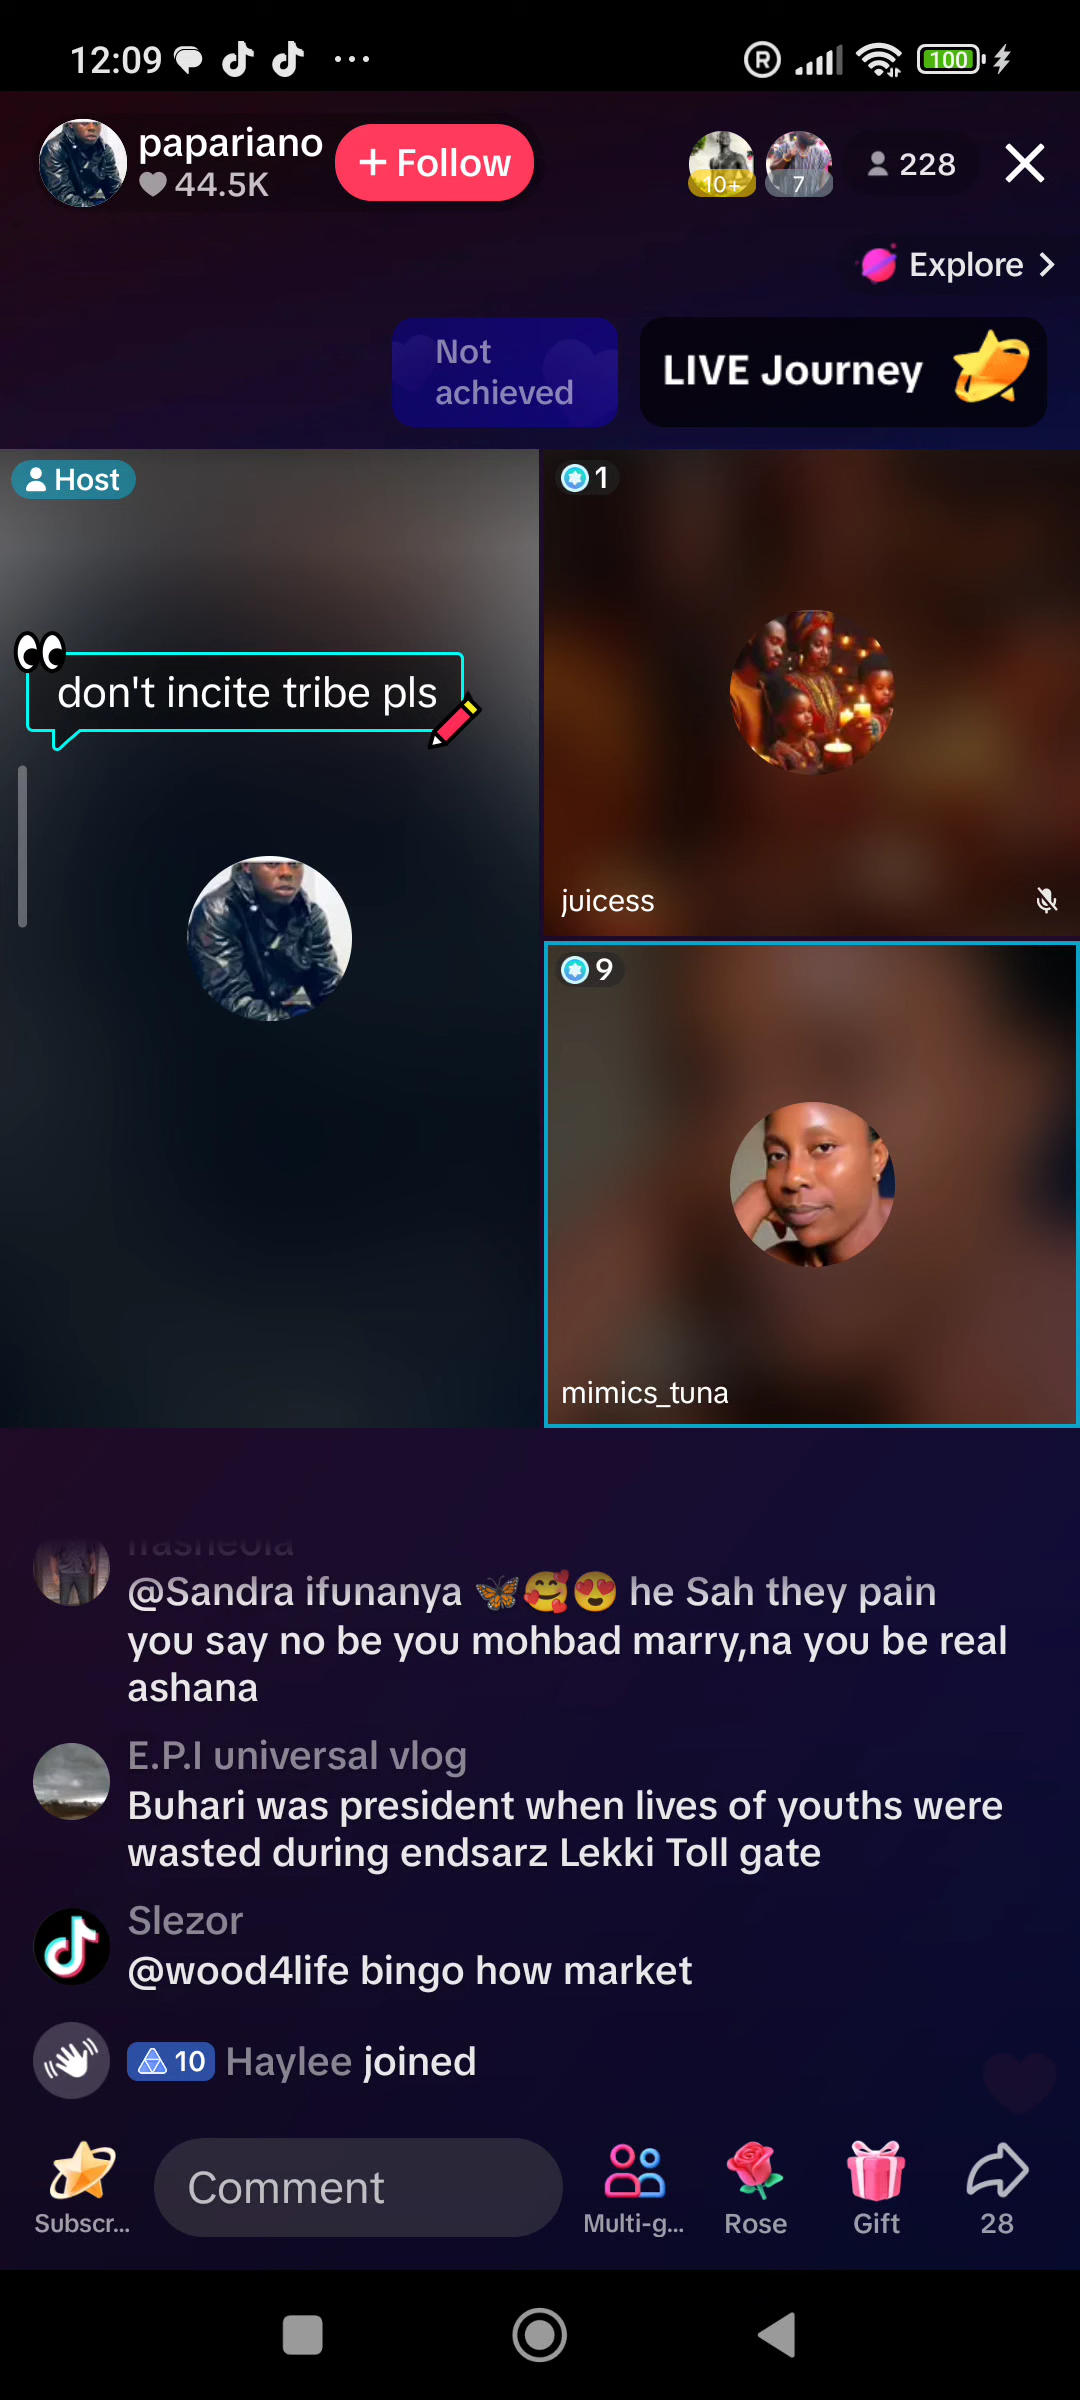 12:09
100
papariano
44.5K
+ Follow
10+
7
228
Explore
Not
achieved
LIVE Journey
Host
don't incite tribe pls
1
juicess
9
mimics_tuna
@Sandra ifunanya 🦋🥰😍 he Sah they pain
you say no be you mohbad marry,na you be real
ashana
E.P.I universal vlog
Buhari was president when lives of youths were
wasted during endsarz Lekki Toll gate
Slezor
@wood4life bingo how market
10 Haylee joined
Subscr...
Comment
Multi-g...
Rose
Gift
28